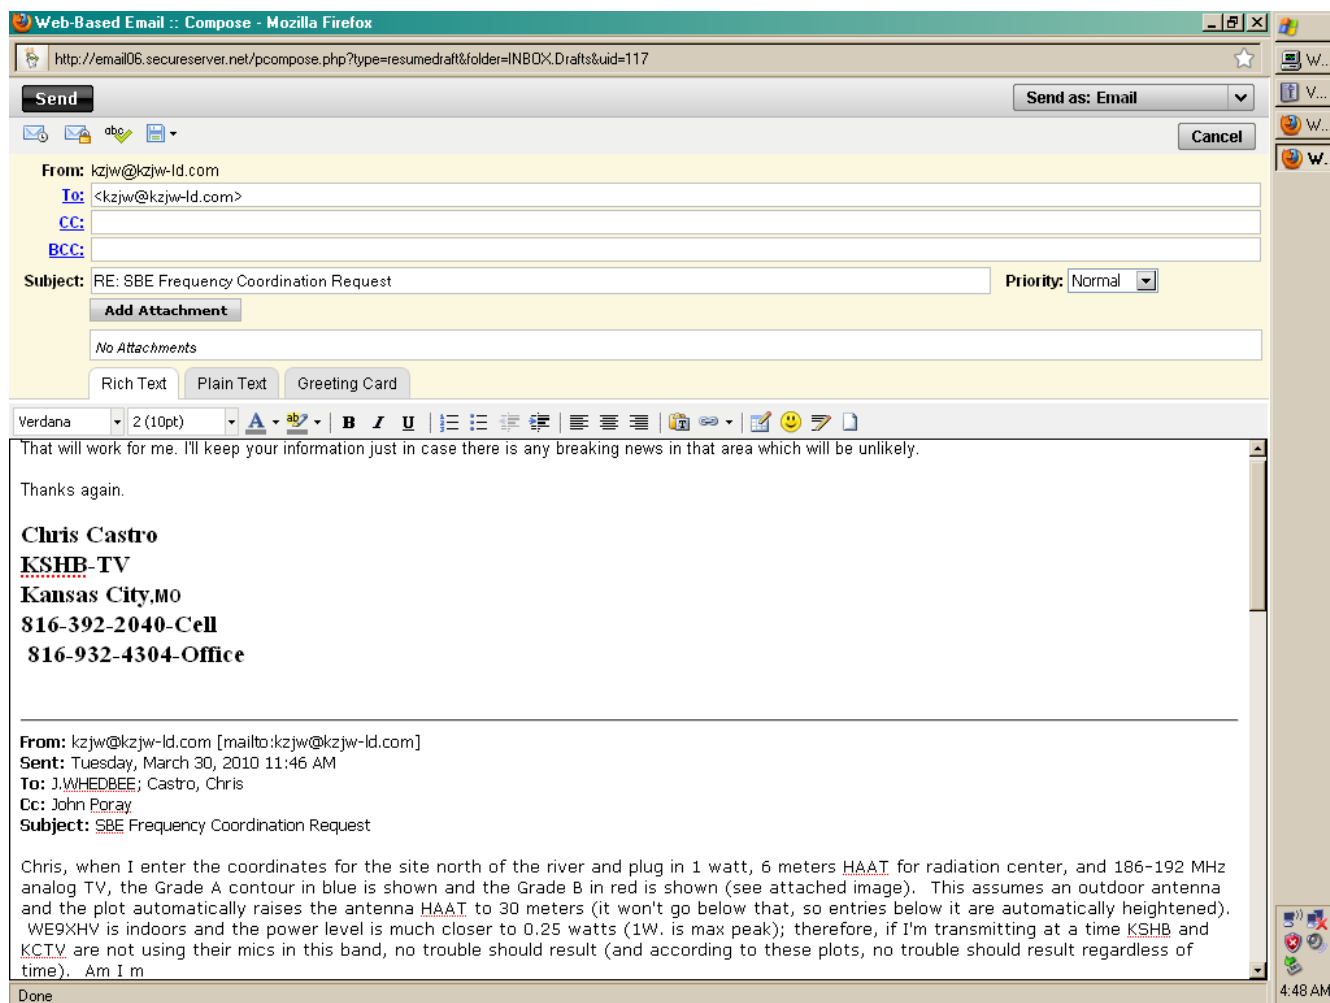 Web-Based Email :: Compose - Mozilla Firefox
http://email06.secureserver.net/pcompose.php?type=resumedraft&folder=INBOX.Drafts&uid=117
Send
Send as: Email
abc
Cancel
From: kzjw@kzjw-ld.com
To: <kzjw@kzjw-ld.com>
CC:
BCC:
Subject: RE: SBE Frequency Coordination Request
Priority: Normal
Add Attachment
No Attachments
Rich Text Plain Text Greeting Card
Verdana 2 (10pt) A ab B I U
That will work for me. I'll keep your information just in case there is any breaking news in that area which will be unlikely.
Thanks again.
Chris Castro
KSHB-TV
Kansas City,MO
816-392-2040-Cell
816-932-4304-Office
From: kzjw@kzjw-ld.com [mailto:kzjw@kzjw-ld.com]
Sent: Tuesday, March 30, 2010 11:46 AM
To: J.WHEDBEE; Castro, Chris
Cc: John Poray
Subject: SBE Frequency Coordination Request
Chris, when I enter the coordinates for the site north of the river and plug in 1 watt, 6 meters HAAT for radiation center, and 186-192 MHz
analog TV, the Grade A contour in blue is shown and the Grade B in red is shown (see attached image).  This assumes an outdoor antenna
and the plot automatically raises the antenna HAAT to 30 meters (it won't go below that, so entries below it are automatically heightened).
WE9XHV is indoors and the power level is much closer to 0.25 watts (1W. is max peak); therefore, if I'm transmitting at a time KSHB and
KCTV are not using their mics in this band, no trouble should result (and according to these plots, no trouble should result regardless of
time).  Am I m
Done
W...
V...
W...
W.
4:48 AM